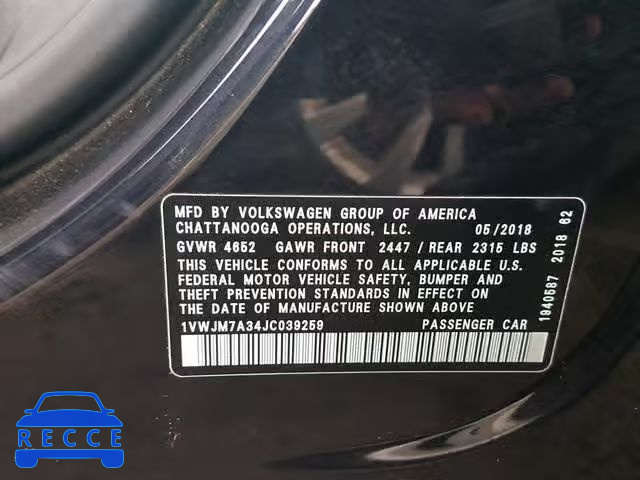 MFD BY VOLKSWAGEN GROUP OF AMERICA
CHATTANOOGA OPERATIONS, LLC. 05/2018
GVWR 4652 GAWR FRONT 2447/REAR 2315 LBS
THIS VEHICLE CONFORMS TO ALL APPLICABLE U.S.
FEDERAL MOTOR VEHICLE SAFETY, BUMPER AND
THEFT PREVENTION STANDARDS IN EFFECT ON
THE DATE OF MANUFACTURE SHOWN ABOVE
1VWJM7A34JC039259 PASSENGER CAR
1940587 2018 62
RECCE